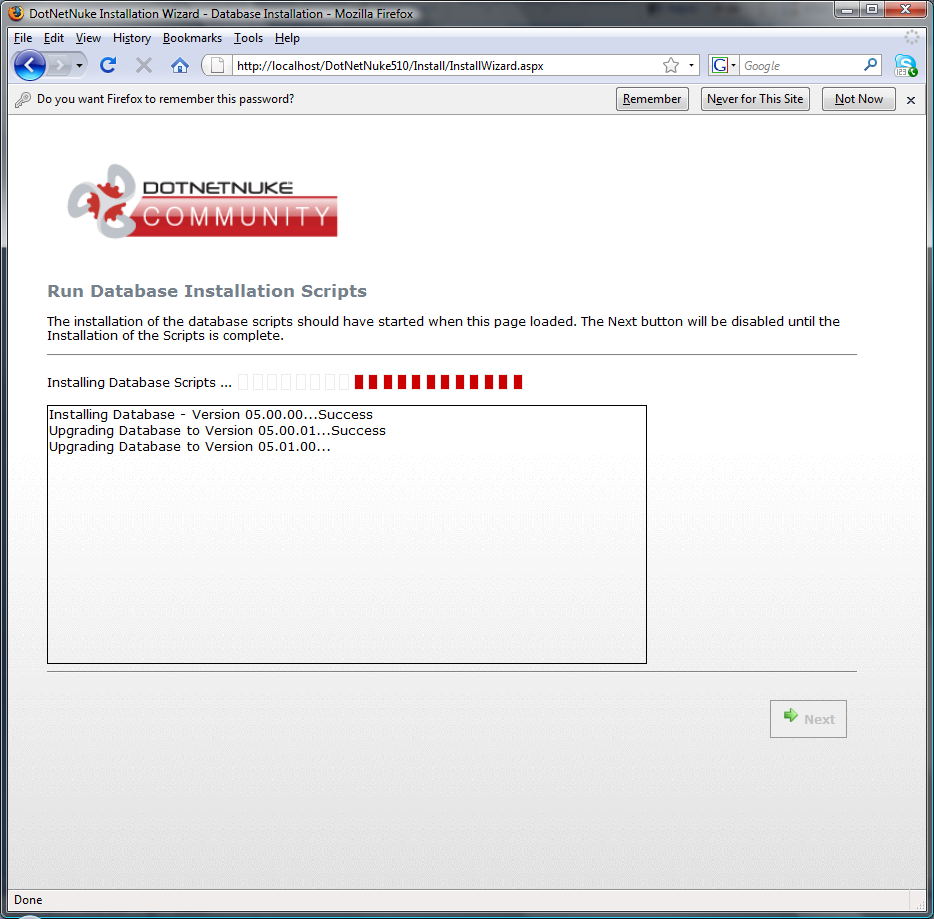 DotNetNuke Installation Wizard - Database Installation - Mozilla Firefox
File Edit View History Bookmarks Tools Help
http://localhost/DotNetNuke510/Install/InstallWizard.aspx
G Google
S 123
Do you want Firefox to remember this password?
Remember Never for This Site Not Now
DOTNETNUKE
COMMUNITY
Run Database Installation Scripts
The installation of the database scripts should have started when this page loaded. The Next button will be disabled until the
Installation of the Scripts is complete.
Installing Database Scripts ...
Installing Database - Version 05.00.00...Success
Upgrading Database to Version 05.00.01...Success
Upgrading Database to Version 05.01.00...
Next
Done